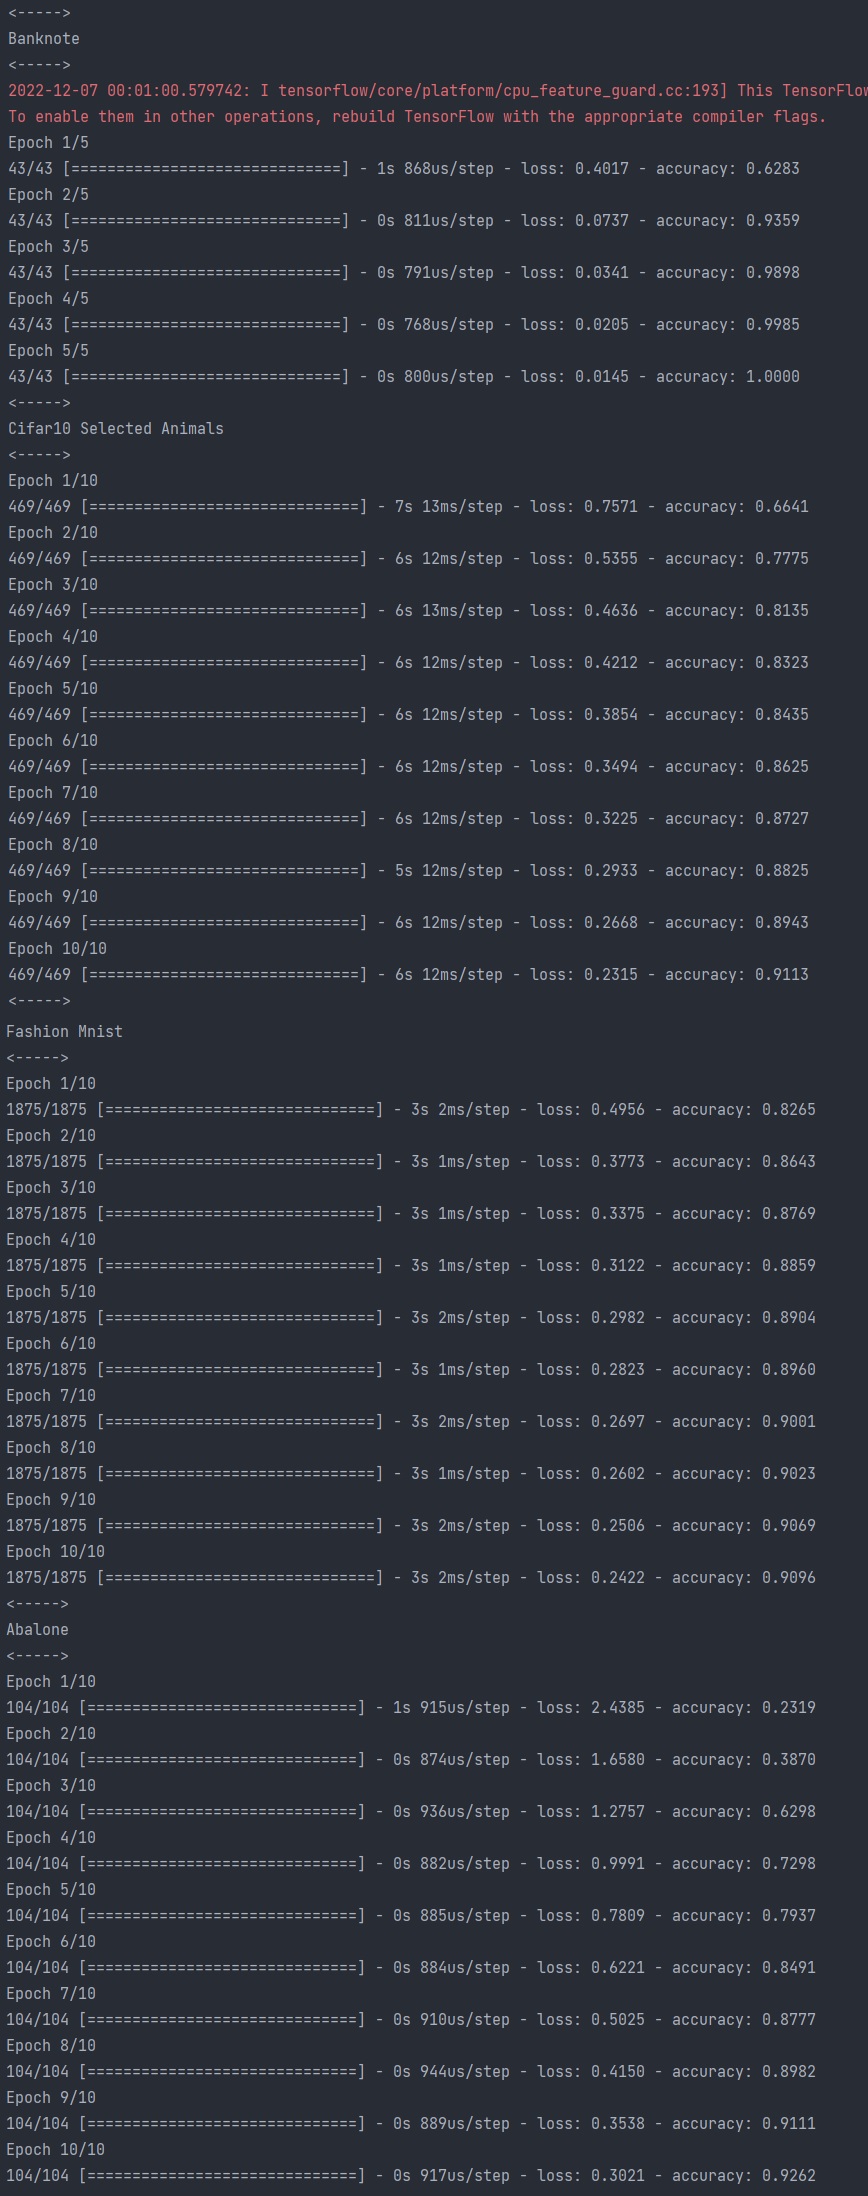 <----->
Banknote
<----->
2022-12-07 00:01:00.579742: I tensorflow/core/platform/cpu_feature_guard.cc:193] This TensorFlow
To enable them in other operations, rebuild TensorFlow with the appropriate compiler flags.
Epoch 1/5
43/43 [==============================] - 1s 868us/step - loss: 0.4017 - accuracy: 0.6283
Epoch 2/5
43/43 [==============================] - 0s 811us/step - loss: 0.0737 - accuracy: 0.9359
Epoch 3/5
43/43 [==============================] - 0s 791us/step - loss: 0.0341 - accuracy: 0.9898
Epoch 4/5
43/43 [==============================] - 0s 768us/step - loss: 0.0205 - accuracy: 0.9985
Epoch 5/5
43/43 [==============================] - 0s 800us/step - loss: 0.0145 - accuracy: 1.0000
<----->
Cifar10 Selected Animals
<----->
Epoch 1/10
469/469 [==============================] - 7s 13ms/step - loss: 0.7571 - accuracy: 0.6641
Epoch 2/10
469/469 [==============================] - 6s 12ms/step - loss: 0.5355 - accuracy: 0.7775
Epoch 3/10
469/469 [==============================] - 6s 13ms/step - loss: 0.4636 - accuracy: 0.8135
Epoch 4/10
469/469 [==============================] - 6s 12ms/step - loss: 0.4212 - accuracy: 0.8323
Epoch 5/10
469/469 [==============================] - 6s 12ms/step - loss: 0.3854 - accuracy: 0.8435
Epoch 6/10
469/469 [==============================] - 6s 12ms/step - loss: 0.3494 - accuracy: 0.8625
Epoch 7/10
469/469 [==============================] - 6s 12ms/step - loss: 0.3225 - accuracy: 0.8727
Epoch 8/10
469/469 [==============================] - 5s 12ms/step - loss: 0.2933 - accuracy: 0.8825
Epoch 9/10
469/469 [==============================] - 6s 12ms/step - loss: 0.2668 - accuracy: 0.8943
Epoch 10/10
469/469 [==============================] - 6s 12ms/step - loss: 0.2315 - accuracy: 0.9113
<----->
Fashion Mnist
<----->
Epoch 1/10
1875/1875 [==============================] - 3s 2ms/step - loss: 0.4956 - accuracy: 0.8265
Epoch 2/10
1875/1875 [==============================] - 3s 1ms/step - loss: 0.3773 - accuracy: 0.8643
Epoch 3/10
1875/1875 [==============================] - 3s 1ms/step - loss: 0.3375 - accuracy: 0.8769
Epoch 4/10
1875/1875 [==============================] - 3s 1ms/step - loss: 0.3122 - accuracy: 0.8859
Epoch 5/10
1875/1875 [==============================] - 3s 2ms/step - loss: 0.2982 - accuracy: 0.8904
Epoch 6/10
1875/1875 [==============================] - 3s 1ms/step - loss: 0.2823 - accuracy: 0.8960
Epoch 7/10
1875/1875 [==============================] - 3s 2ms/step - loss: 0.2697 - accuracy: 0.9001
Epoch 8/10
1875/1875 [==============================] - 3s 1ms/step - loss: 0.2602 - accuracy: 0.9023
Epoch 9/10
1875/1875 [==============================] - 3s 2ms/step - loss: 0.2506 - accuracy: 0.9069
Epoch 10/10
1875/1875 [==============================] - 3s 2ms/step - loss: 0.2422 - accuracy: 0.9096
<----->
Abalone
<----->
Epoch 1/10
104/104 [==============================] - 1s 915us/step - loss: 2.4385 - accuracy: 0.2319
Epoch 2/10
104/104 [==============================] - 0s 874us/step - loss: 1.6580 - accuracy: 0.3870
Epoch 3/10
104/104 [==============================] - 0s 936us/step - loss: 1.2757 - accuracy: 0.6298
Epoch 4/10
104/104 [==============================] - 0s 882us/step - loss: 0.9991 - accuracy: 0.7298
Epoch 5/10
104/104 [==============================] - 0s 885us/step - loss: 0.7809 - accuracy: 0.7937
Epoch 6/10
104/104 [==============================] - 0s 884us/step - loss: 0.6221 - accuracy: 0.8491
Epoch 7/10
104/104 [==============================] - 0s 910us/step - loss: 0.5025 - accuracy: 0.8777
Epoch 8/10
104/104 [==============================] - 0s 944us/step - loss: 0.4150 - accuracy: 0.8982
Epoch 9/10
104/104 [==============================] - 0s 889us/step - loss: 0.3538 - accuracy: 0.9111
Epoch 10/10
104/104 [==============================] - 0s 917us/step - loss: 0.3021 - accuracy: 0.9262